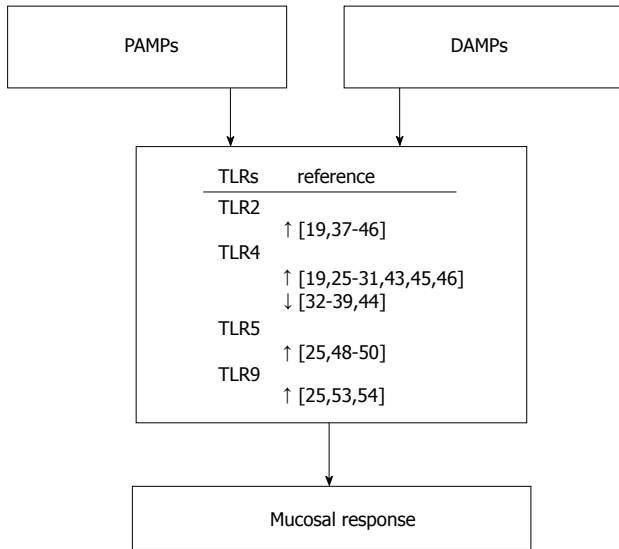 PAMPs
DAMPs
TLRs reference
TLR2
↑ [19,37-46]
TLR4
↑ [19,25-31,43,45,46]
↓ [32-39,44]
TLR5
↑ [25,48-50]
TLR9
↑ [25,53,54]
Mucosal response